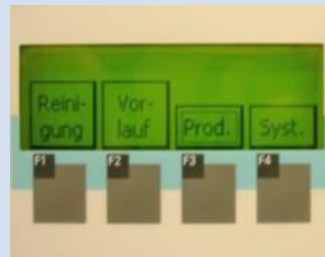 Reini-
gung
Vor-
lauf
Prod.
Syst.
F1
F2
F3
F4